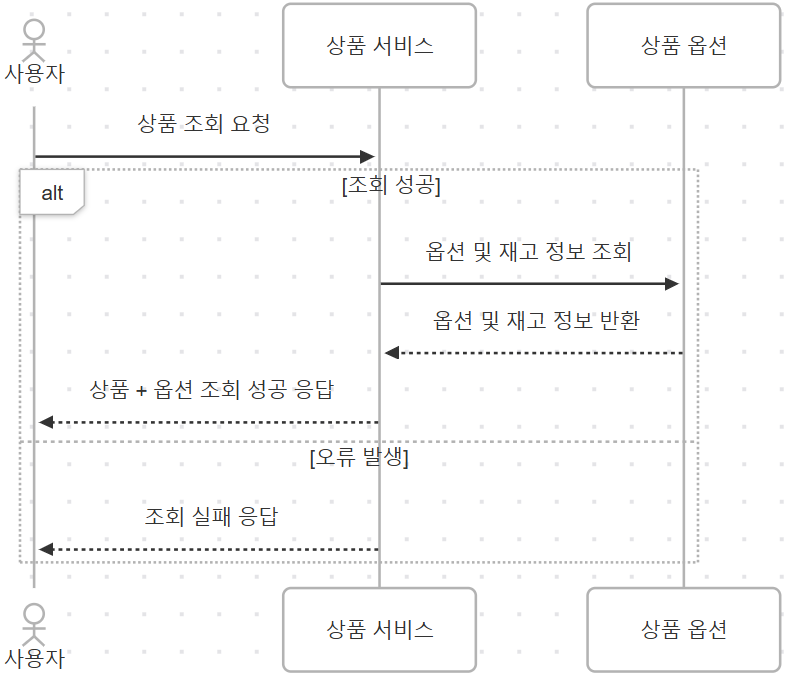 사용자
상품 서비스
상품 옵션
상품 조회 요청
alt
[조회 성공]
옵션 및 재고 정보 조회
옵션 및 재고 정보 반환
상품 + 옵션 조회 성공 응답
[오류 발생]
조회 실패 응답
사용자
상품 서비스
상품 옵션